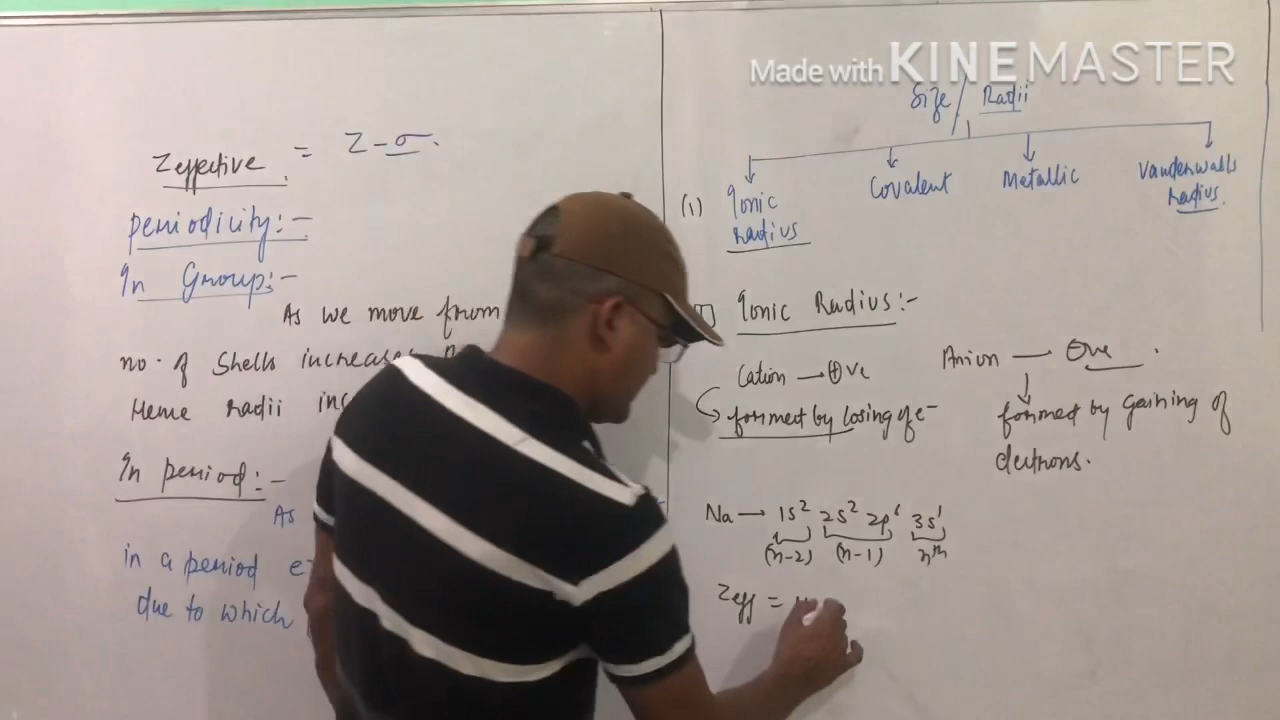 Made with KINEMASTER
Zeffective = Z - σ.
Periodicity:-
In Group:-
As we move from
no. of Shells increases
Heme radii
In period:-
As
in a period e-
due to which
Size / Radii
(1) Ionic radius
Covalent
Metallic
Vanderwalls radius.
Ionic Radius:-
Cation → ⊕ve
formed by losing of e-
Anion — ⊖ve.
formed by gaining of
electrons.
Na → 1s² 2s² 2p⁶ 3s¹
(n-2) (n-1) nth
Zeff =